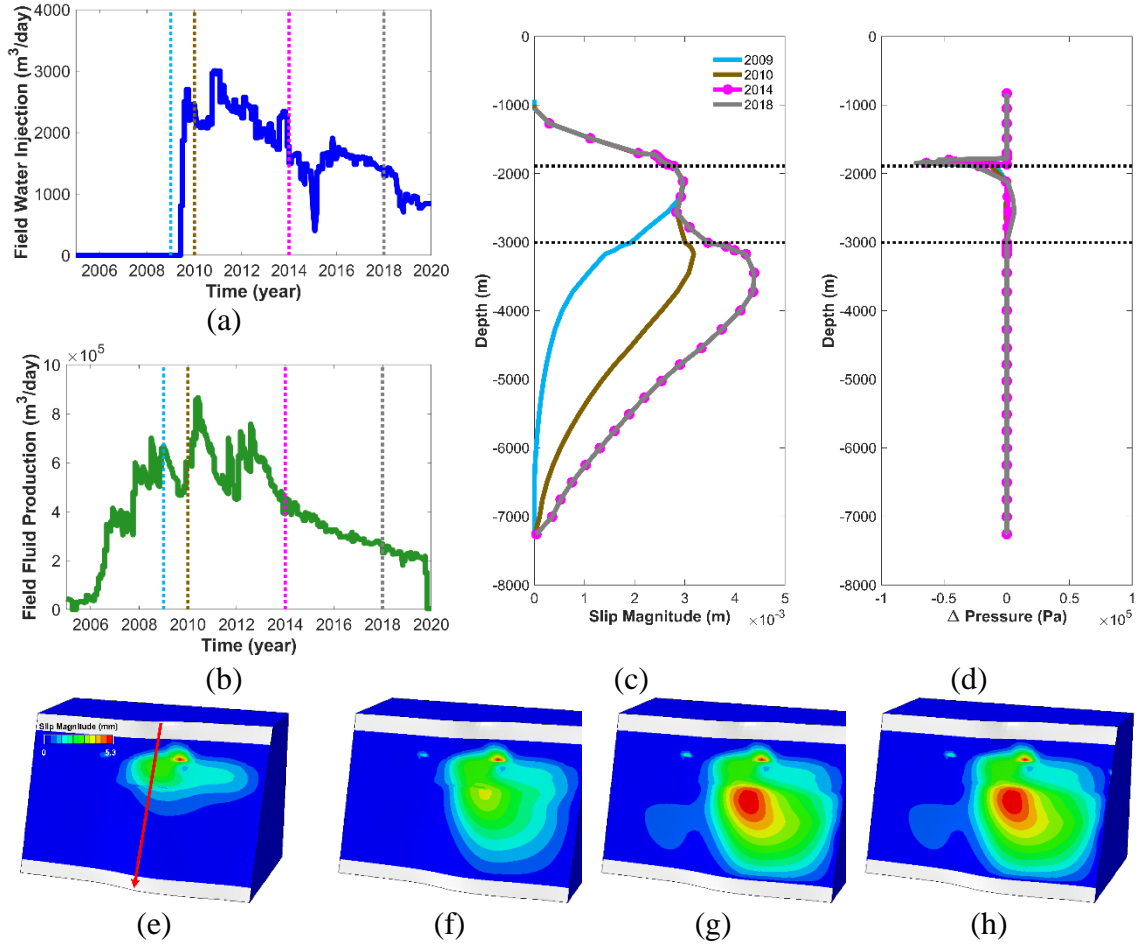 4000
3000
2000
1000
0
Field Water Injection (m³/day)
2006 2008 2010 2012 2014 2016 2018 2020
Time (year)
(a)
× 10⁵
10
8
6
4
2
0
Field Fluid Production (m³/day)
2006 2008 2010 2012 2014 2016 2018 2020
Time (year)
(b)
0
-1000
-2000
-3000
-4000
-5000
-6000
-7000
-8000
Depth (m)
2009
2010
2014
2018
0 1 2 3 4 5
×10⁻³
Slip Magnitude (m)
(c)
0
-1000
-2000
-3000
-4000
-5000
-6000
-7000
-8000
Depth (m)
-1 -0.5 0 0.5 1
×10⁵
Δ Pressure (Pa)
(d)
Slip Magnitude (mm)
0 5.3
(e)
(f)
(g)
(h)